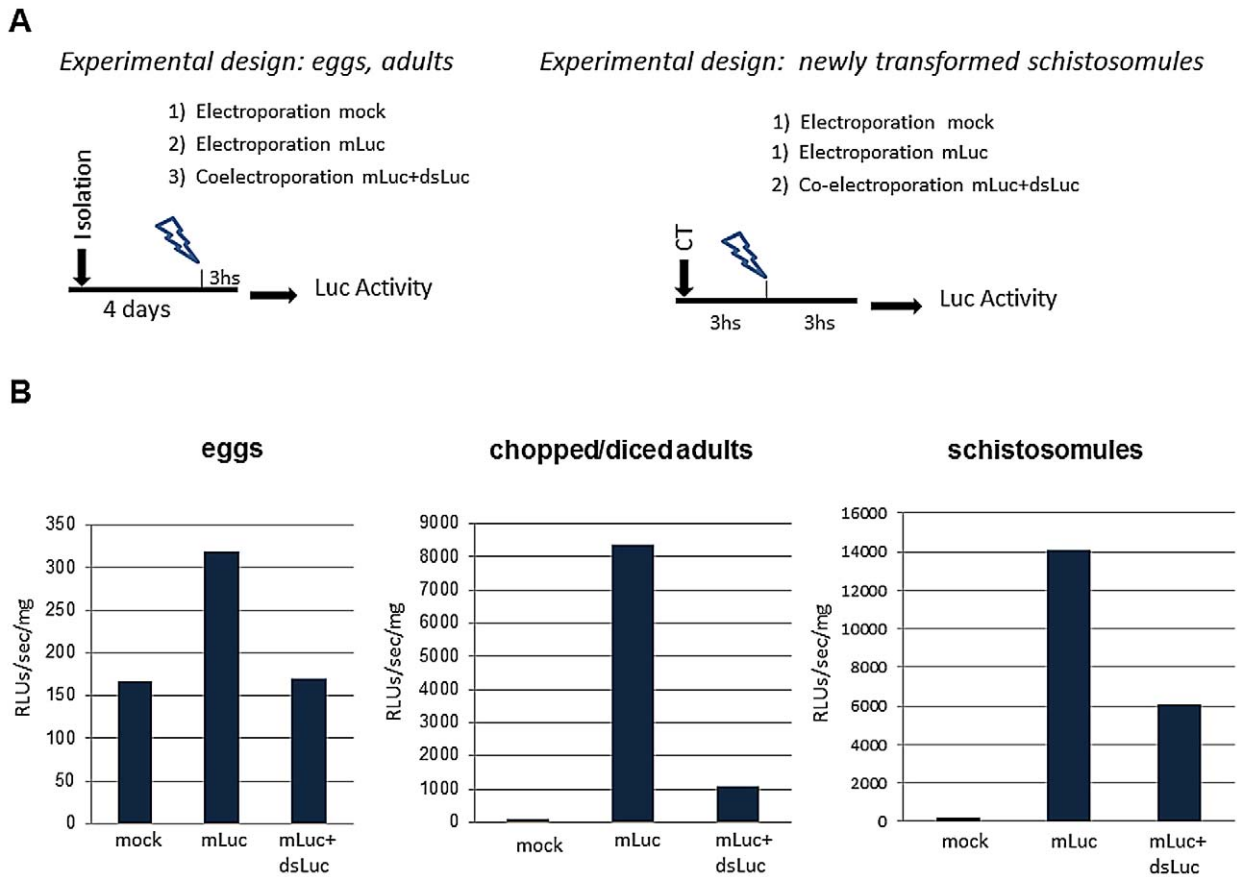 A
Experimental design: eggs, adults
1) Electroporation mock
2) Electroporation mLuc
3) Coelectroporation mLuc+dsLuc
Isolation
3hs
4 days
Luc Activity
Experimental design: newly transformed schistosomules
1) Electroporation mock
1) Electroporation mLuc
2) Co-electroporation mLuc+dsLuc
CT
3hs
3hs
Luc Activity
B
eggs
RLUs/sec/mg
350
300
250
200
150
100
50
0
mock
mLuc
mLuc+
dsLuc
chopped/diced adults
RLUs/sec/mg
9000
8000
7000
6000
5000
4000
3000
2000
1000
0
mock
mLuc
mLuc+
dsLuc
schistosomules
RLUs/sec/mg
16000
14000
12000
10000
8000
6000
4000
2000
0
mock
mLuc
mLuc+
dsLuc